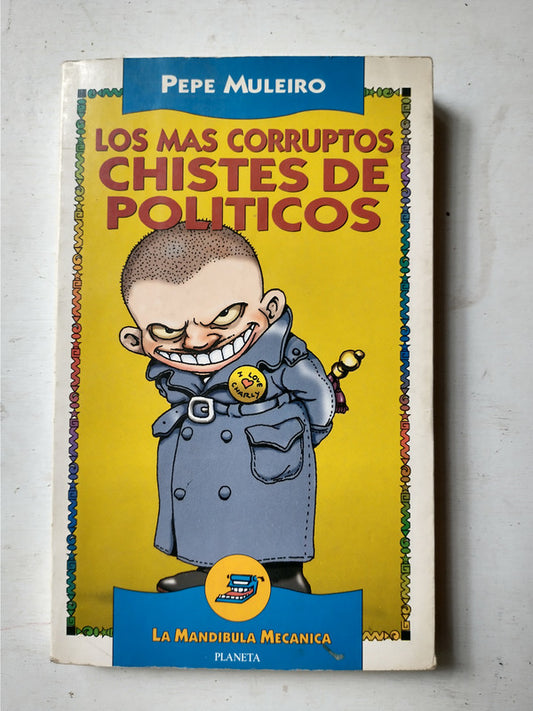 PEPE MULEIRO
LOS MAS CORRUPTOS
CHISTES DE
POLITICOS
I LOVE
CHARLY
LA MANDIBULA MECANICA
PLANETA